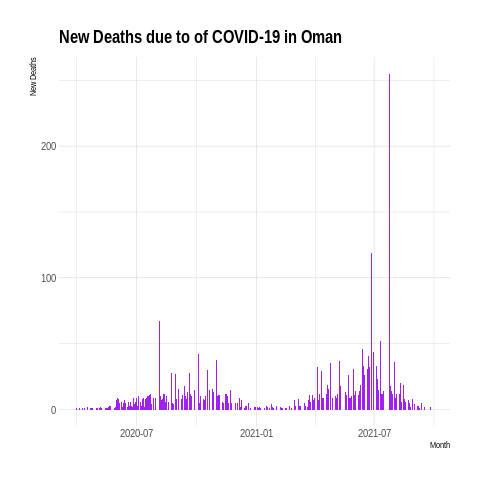 New Deaths due to of COVID-19 in Oman
New Deaths
200
100
0
2020-07
2021-01
2021-07
Month